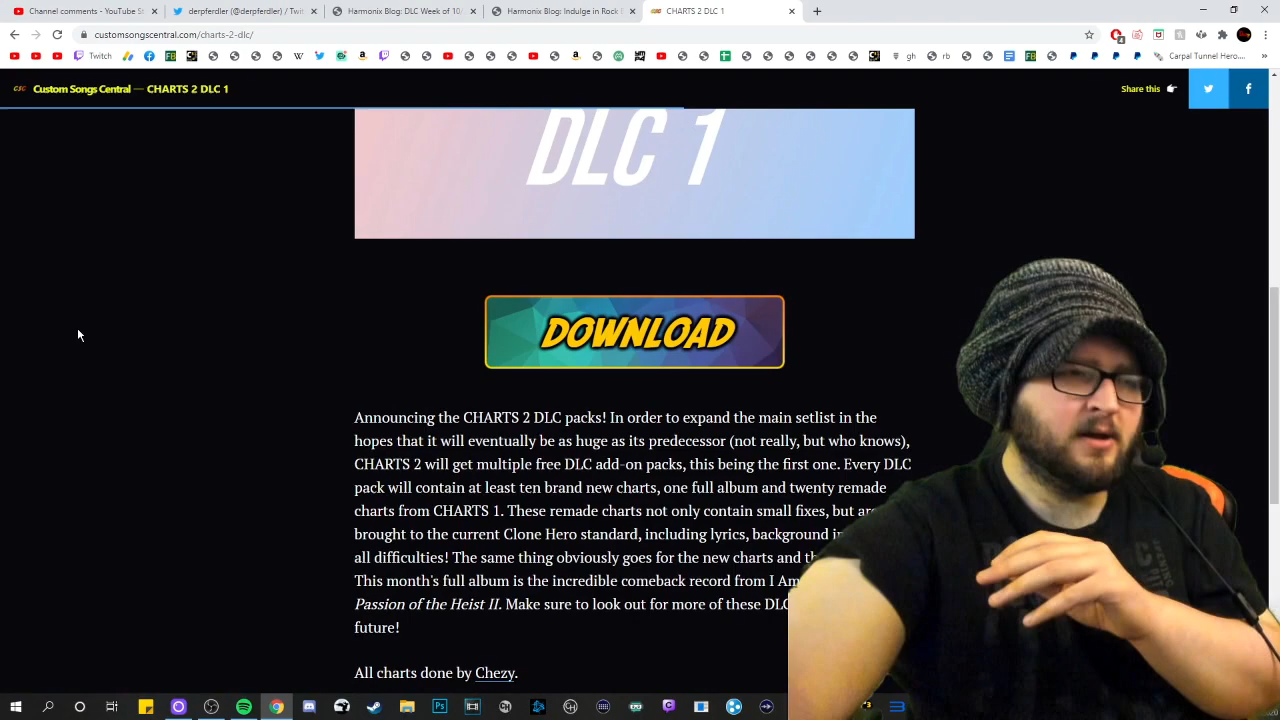 Channel comments - YouTube St
derpferdler (@derpferdler) / Twit
Harmonix Blog: DLC Week of 10
Harmonix Blog: Indulge in Rock B
CHARTS 2 DLC 1
customsongscentral.com/charts-2-dlc/
Twitch
gh
rb
Carpal Tunnel Hero....
Custom Songs Central — CHARTS 2 DLC 1
Share this
DLC 1
DOWNLOAD
Announcing the CHARTS 2 DLC packs! In order to expand the main setlist in the
hopes that it will eventually be as huge as its predecessor (not really, but who knows),
CHARTS 2 will get multiple free DLC add-on packs, this being the first one. Every DLC
pack will contain at least ten brand new charts, one full album and twenty remade
charts from CHARTS 1. These remade charts not only contain small fixes, but are
brought to the current Clone Hero standard, including lyrics, background
all difficulties! The same thing obviously goes for the new charts and
This month's full album is the incredible comeback record from I Am
Passion of the Heist II. Make sure to look out for more of these DLC
future!
All charts done by Chezy.